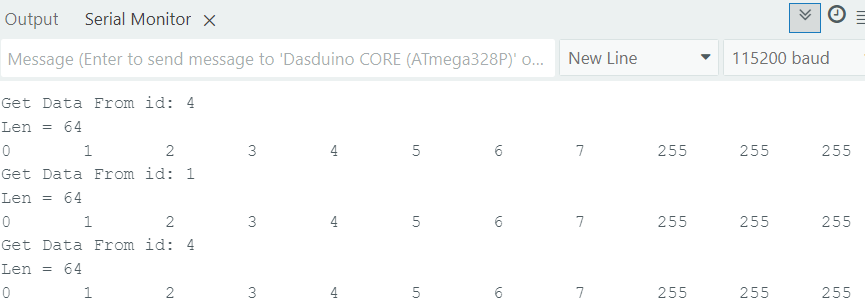 Output Serial Monitor
Message (Enter to send message to 'Dasduino CORE (ATmega328P)' o... New Line 115200 baud
Get Data From id: 4
Len = 64
0 1 2 3 4 5 6 7 255 255 255
Get Data From id: 1
Len = 64
0 1 2 3 4 5 6 7 255 255 255
Get Data From id: 4
Len = 64
0 1 2 3 4 5 6 7 255 255 255